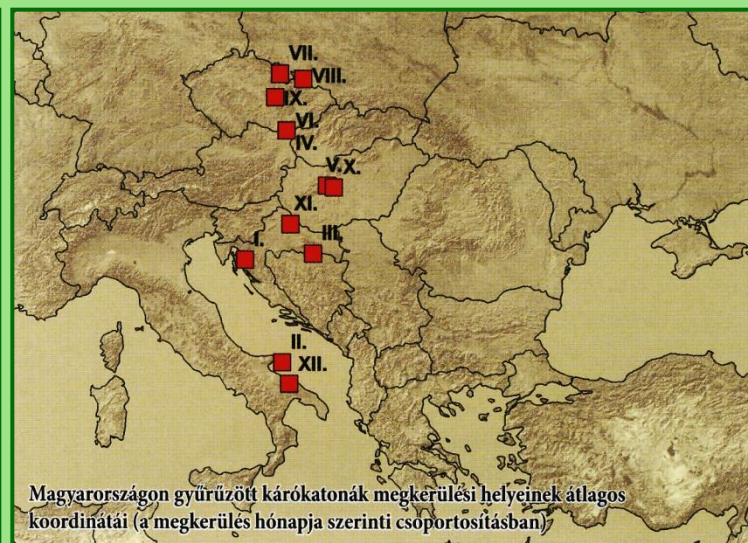 VII.
VIII.
IX.
VI.
IV.
V. X.
XI.
III.
I.
II.
XII.
Magyarországon gyűrűzött kárókatonák megkerülési helyeinek átlagos
koordinátái (a megkerülés hónapja szerinti csoportosításban)